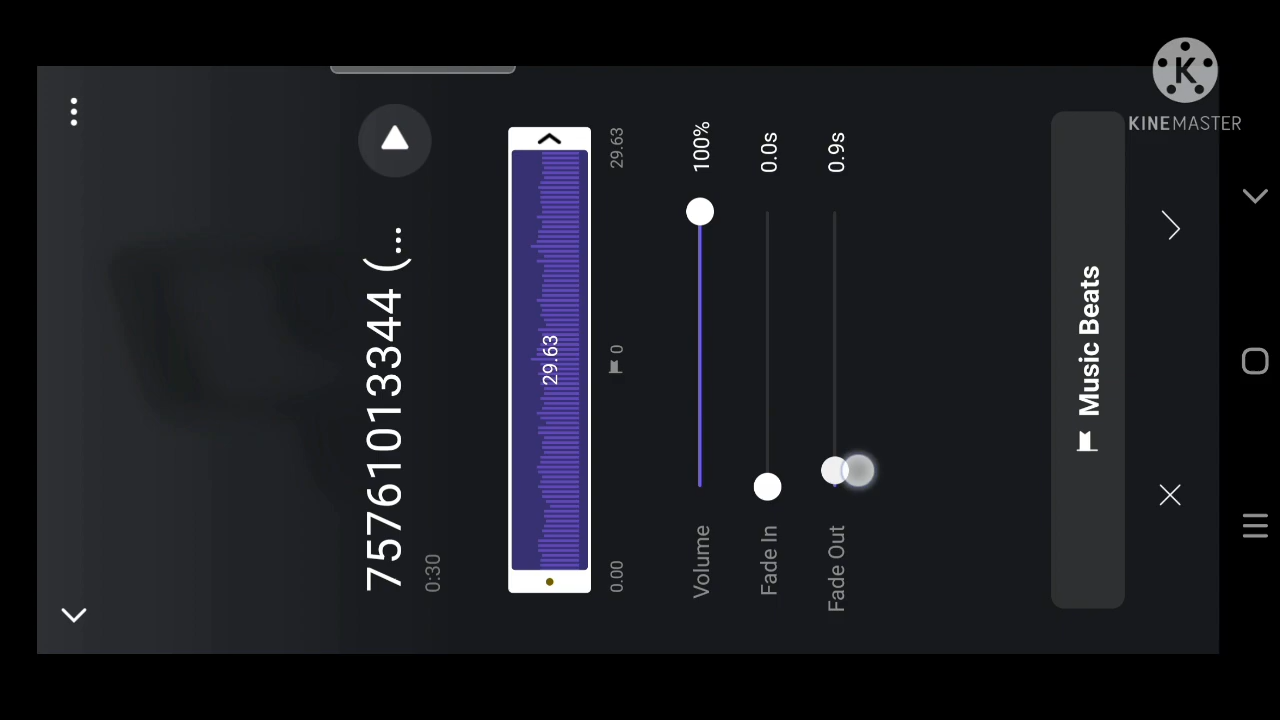 75761013344 (...
0:30
29.63
0.00
0
29.63
Volume
100%
Fade In
0.0s
Fade Out
0.9s
Music Beats
K
KINEMASTER